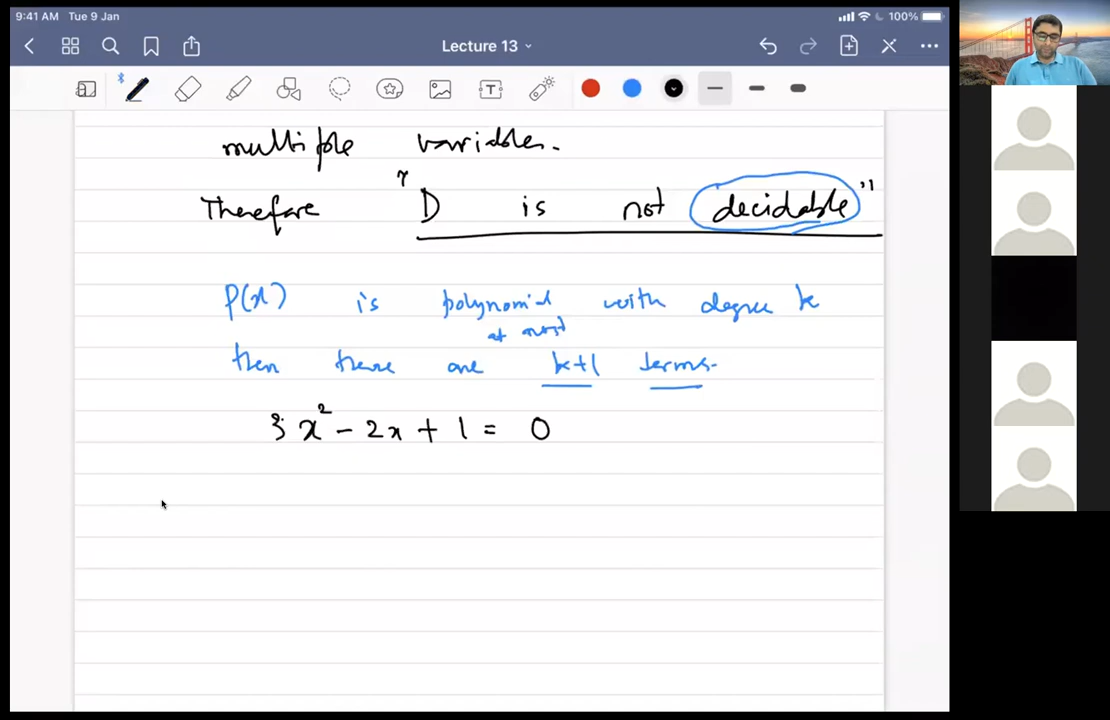 9:41 AM Tue 9 Jan
100%
Lecture 13
multiple variables.
Therefore "D is not decidable"
P(x) is polynomial with degree k
at most
then there are k+1 terms.
3x² - 2x + 1 = 0